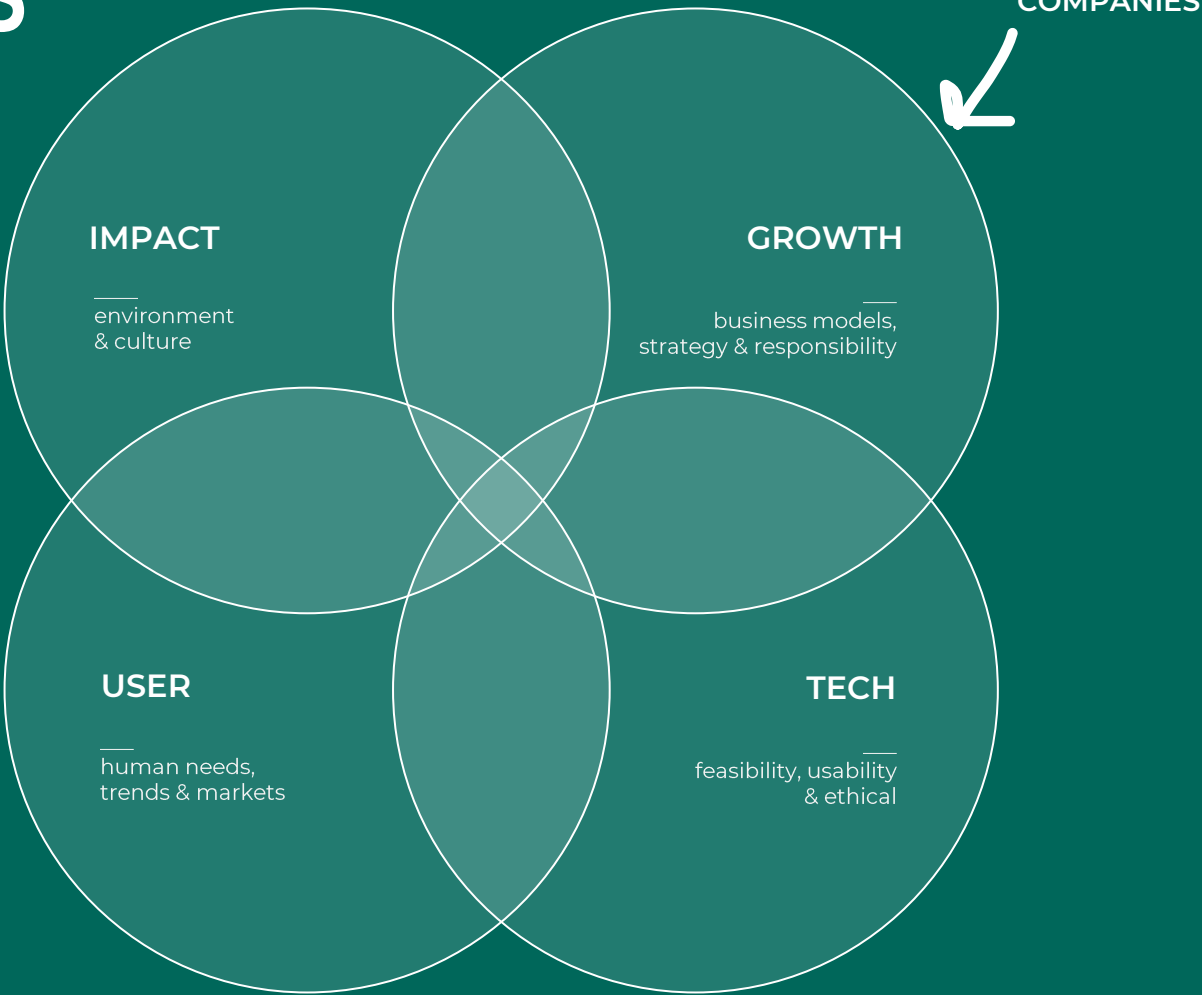 COMPANIES
IMPACT
environment
& culture
GROWTH
business models,
strategy & responsibility
USER
human needs,
trends & markets
TECH
feasibility, usability
& ethical